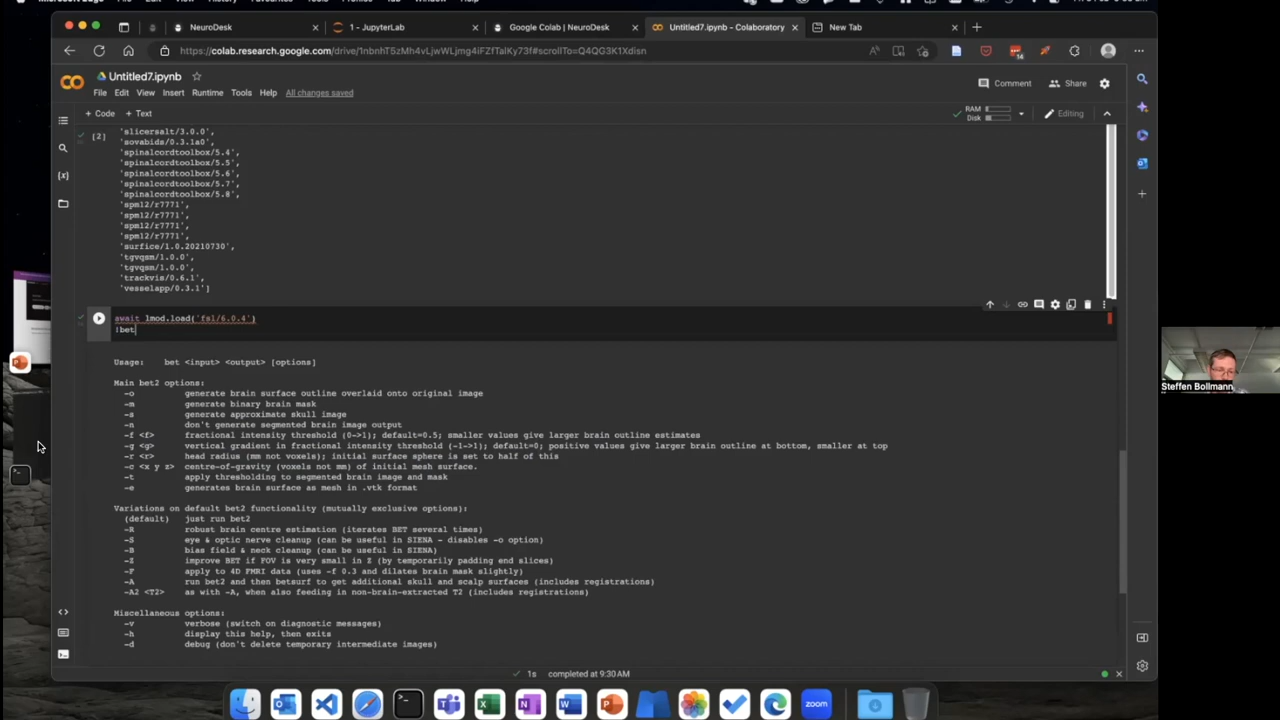 NeuroDesk
1 - JupyterLab
Google Colab | NeuroDesk
Untitled7.ipynb - Colaboratory
New Tab
https://colab.research.google.com/drive/1nbnhT5zMh4vLjwWLjmg4iFZfTalKy73f#scrollTo=Q4QG3K1Xdisn
Untitled7.ipynb
File Edit View Insert Runtime Tools Help All changes saved
Comment
Share
+ Code + Text
RAM
Disk
Editing
[2]
'slicersalt/3.0.0',
'sovabids/0.3.1a0',
'spinalcordtoolbox/5.4',
'spinalcordtoolbox/5.5',
'spinalcordtoolbox/5.6',
'spinalcordtoolbox/5.7',
'spinalcordtoolbox/5.8',
'spm12/r7771',
'spm12/r7771',
'spm12/r7771',
'spm12/r7771',
'surfice/1.0.20210730',
'tgvqsm/1.0.0',
'tgvqsm/1.0.0',
'trackvis/0.6.1',
'vesselapp/0.3.1']
await lmod.load('fsl/6.0.4')
!bet
Usage: bet <input> <output> [options]
Main bet2 options:
-o generate brain surface outline overlaid onto original image
-m generate binary brain mask
-s generate approximate skull image
-n don't generate segmented brain image output
-f <f> fractional intensity threshold (0->1); default=0.5; smaller values give larger brain outline estimates
-g <g> vertical gradient in fractional intensity threshold (-1->1); default=0; positive values give larger brain outline at bottom, smaller at top
-r <r> head radius (mm not voxels); initial surface sphere is set to half of this
-c <x y z> centre-of-gravity (voxels not mm) of initial mesh surface.
-t apply thresholding to segmented brain image and mask
-e generates brain surface as mesh in .vtk format
Variations on default bet2 functionality (mutually exclusive options):
(default) just run bet2
-R robust brain centre estimation (iterates BET several times)
-S eye & optic nerve cleanup (can be useful in SIENA - disables -o option)
-B bias field & neck cleanup (can be useful in SIENA)
-Z improve BET if FOV is very small in Z (by temporarily padding end slices)
-F apply to 4D FMRI data (uses -f 0.3 and dilates brain mask slightly)
-A run bet2 and then betsurf to get additional skull and scalp surfaces (includes registrations)
-A2 <T2> as with -A, when also feeding in non-brain-extracted T2 (includes registrations)
Miscellaneous options:
-v verbose (switch on diagnostic messages)
-h display this help, then exits
-d debug (don't delete temporary intermediate images)
1s completed at 9:30 AM
Steffen Bollmann
zoom